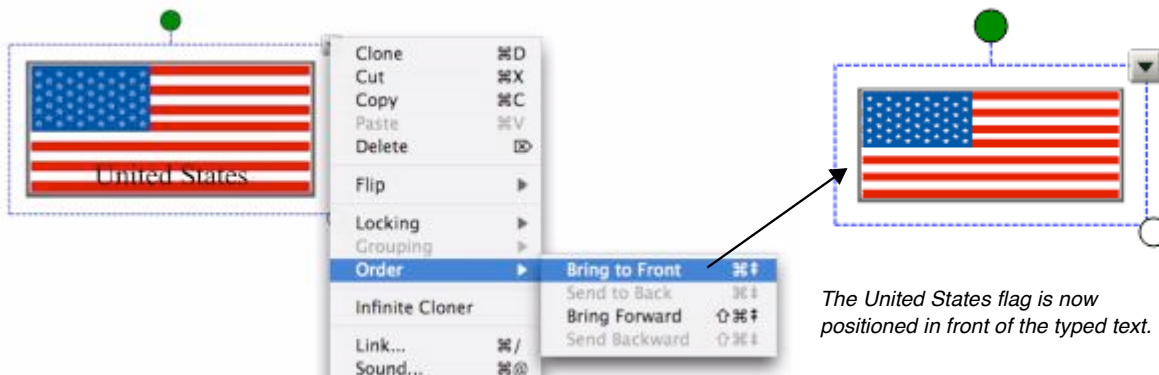 United States
Clone ⌘D
Cut ⌘X
Copy ⌘C
Paste ⌘V
Delete ⌦
Flip
Locking
Grouping
Order
Infinite Cloner
Link... ⌘/
Sound... ⌘@
Bring to Front ⌘⇞
Send to Back ⌘⇟
Bring Forward ⇧⌘⇞
Send Backward ⇧⌘⇟
The United States flag is now
positioned in front of the typed text.